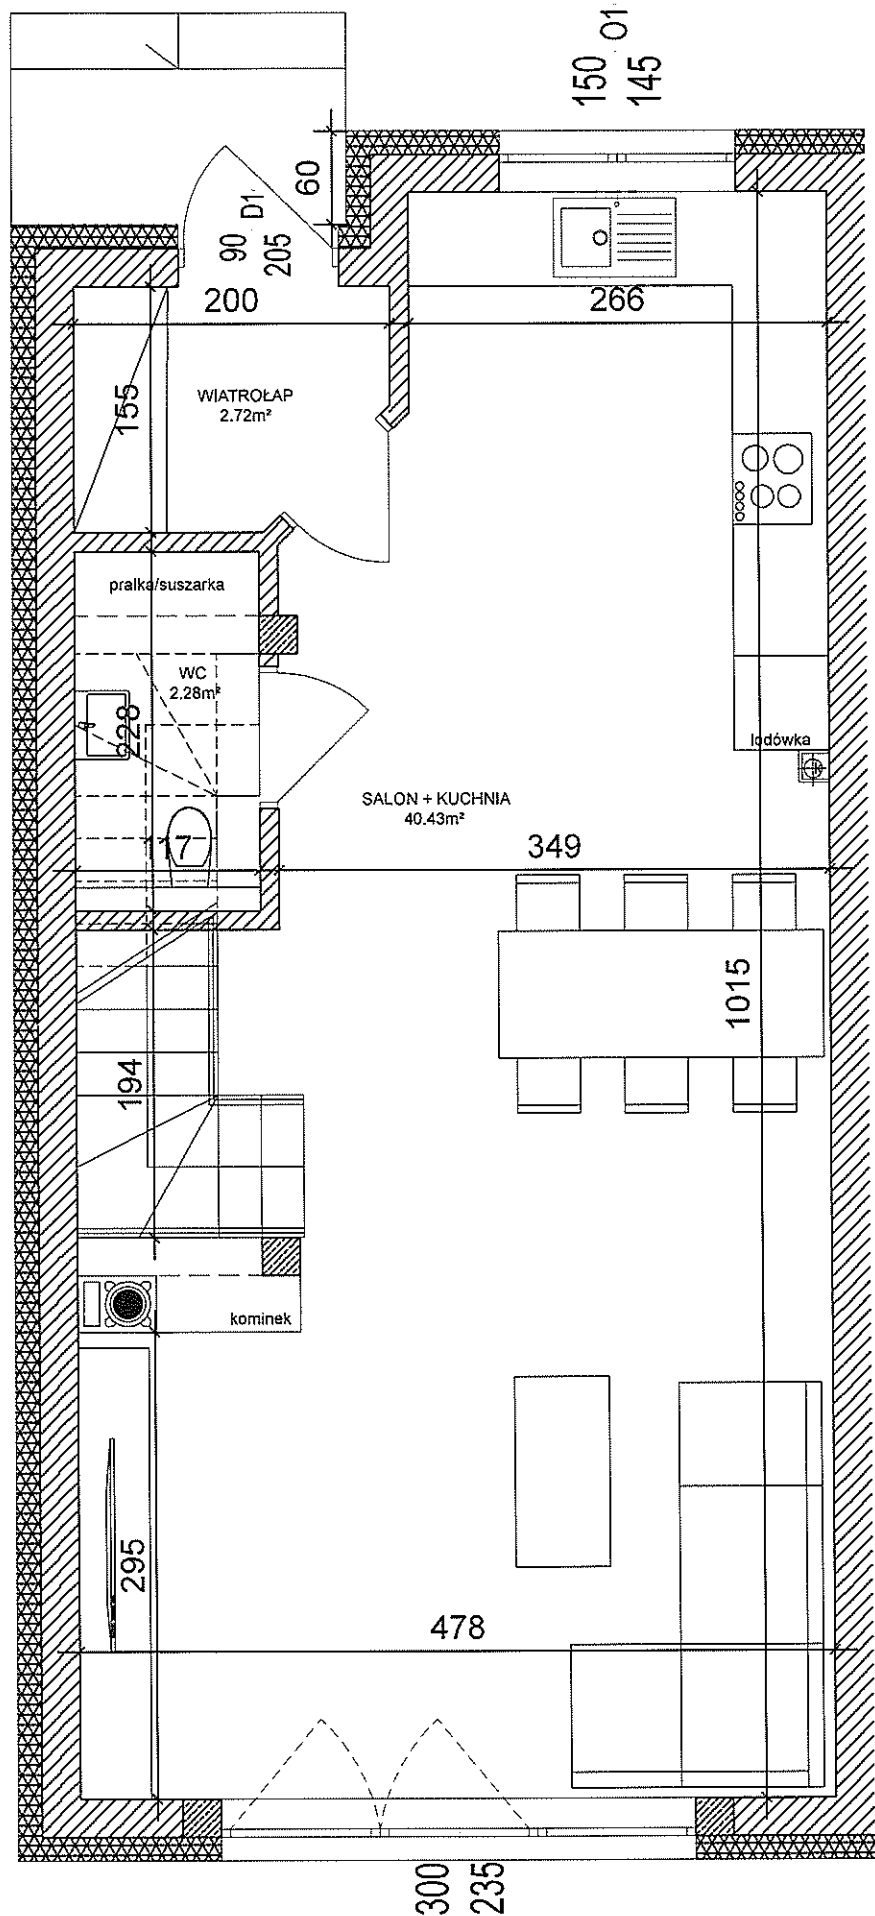 150 O1
145
60
90 D1
205
200
266
155
WIATROŁAP
2.72m²
pralka/suszarka
WC
2.28m²
228
lodówka
SALON + KUCHNIA
40.43m²
117
349
1015
194
kominek
295
478
300
235